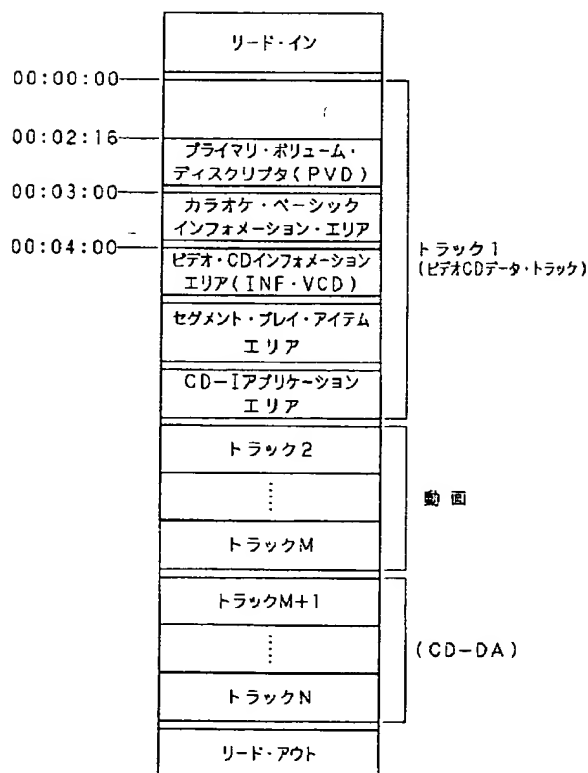 リード・イン
00:00:00
00:02:16
プライマリ・ボリューム・
ディスクリプタ(PVD)
00:03:00
カラオケ・ベーシック
インフォメーション・エリア
00:04:00
ビデオ・CDインフォメーション
エリア(INF・VCD)
セグメント・プレイ・アイテム
エリア
CD-Iアプリケーション
エリア
トラック1
(ビデオCDデータ・トラック)
トラック2
トラックM
動画
トラックM+1
トラックN
(CD-DA)
リード・アウト